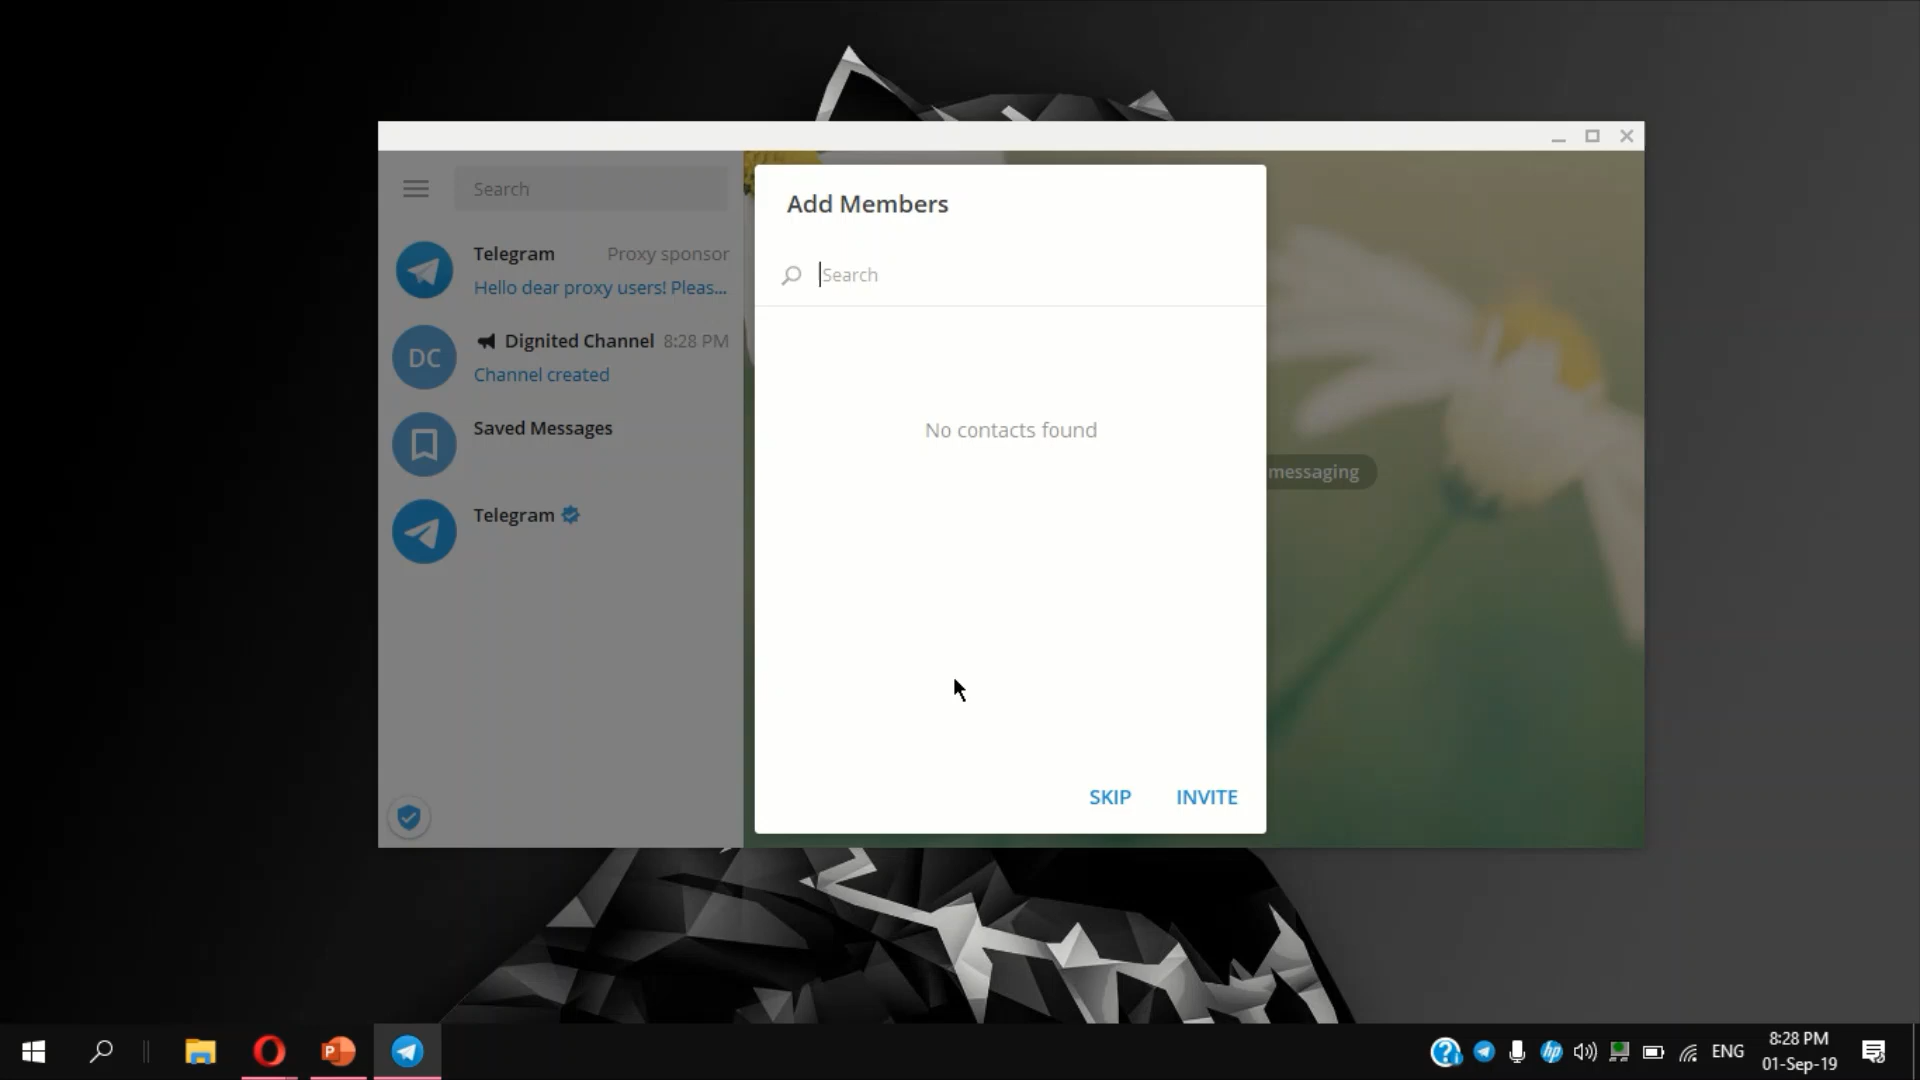 Search
Telegram Proxy sponsor
Hello dear proxy users! Pleas...
DC
Dignited Channel 8:28 PM
Channel created
Saved Messages
Telegram
Add Members
Search
No contacts found
SKIP INVITE
messaging
P
hp
ENG
8:28 PM
01-Sep-19